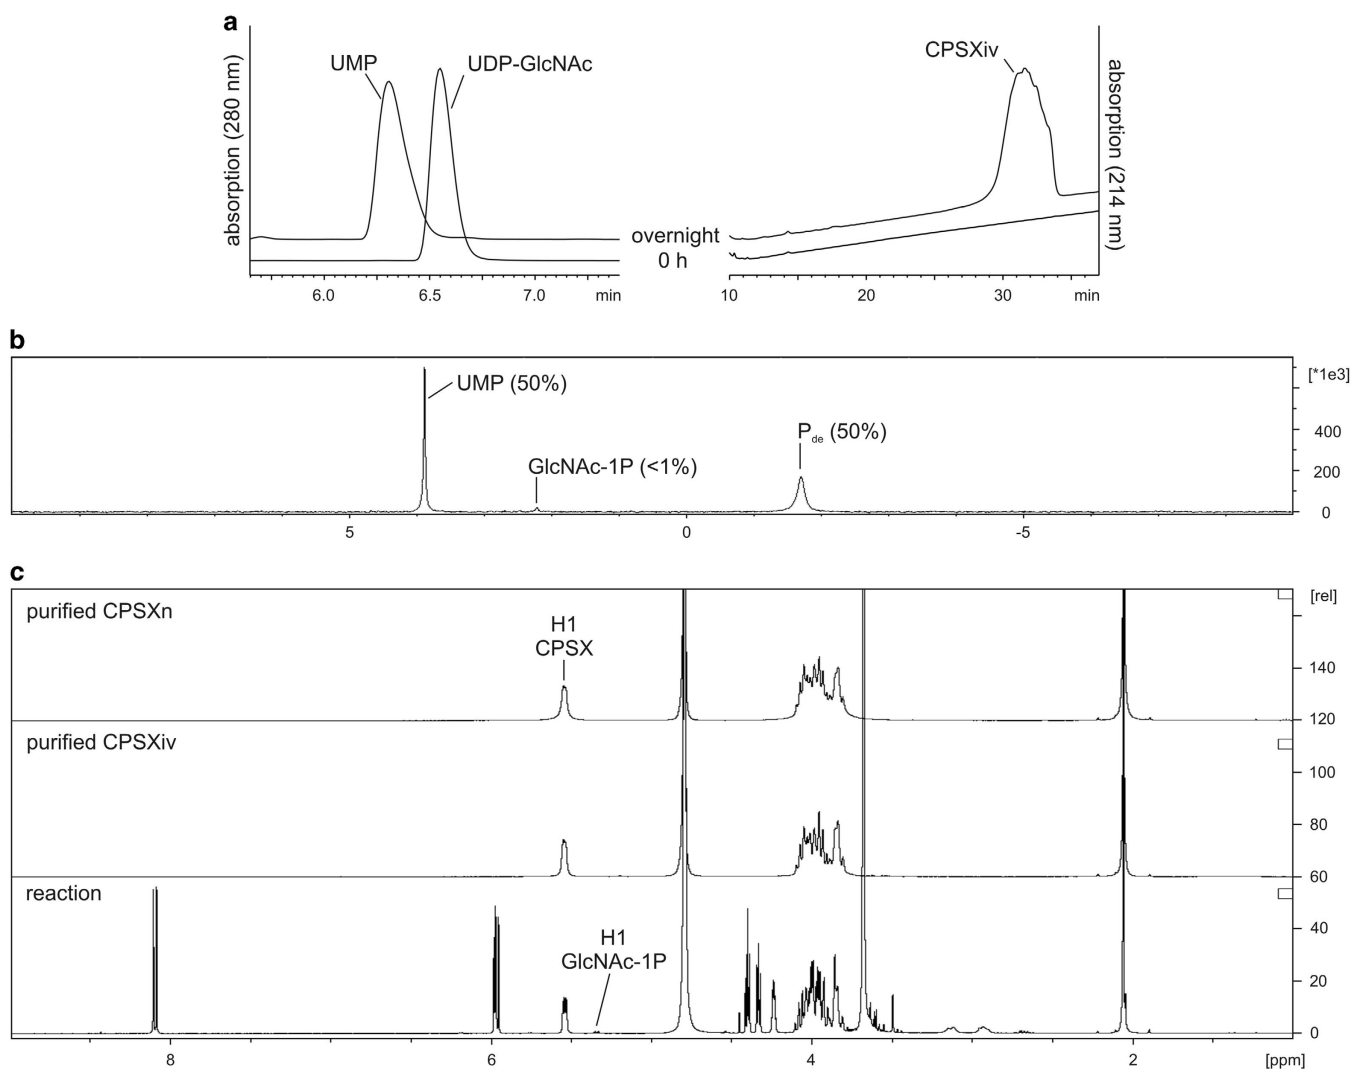 a
absorption (280 nm)
UMP
UDP-GlcNAc
CPSXiv
absorption (214 nm)
overnight
0 h
6.0 6.5 7.0 min
10 20 30 min
b
[*1e3]
UMP (50%)
Pde (50%)
GlcNAc-1P (<1%)
400
200
0
5 0 -5
c
purified CPSXn
[rel]
H1
CPSX
140
120
purified CPSXiv
100
80
60
reaction
H1
GlcNAc-1P
40
20
0
8 6 4 2 [ppm]